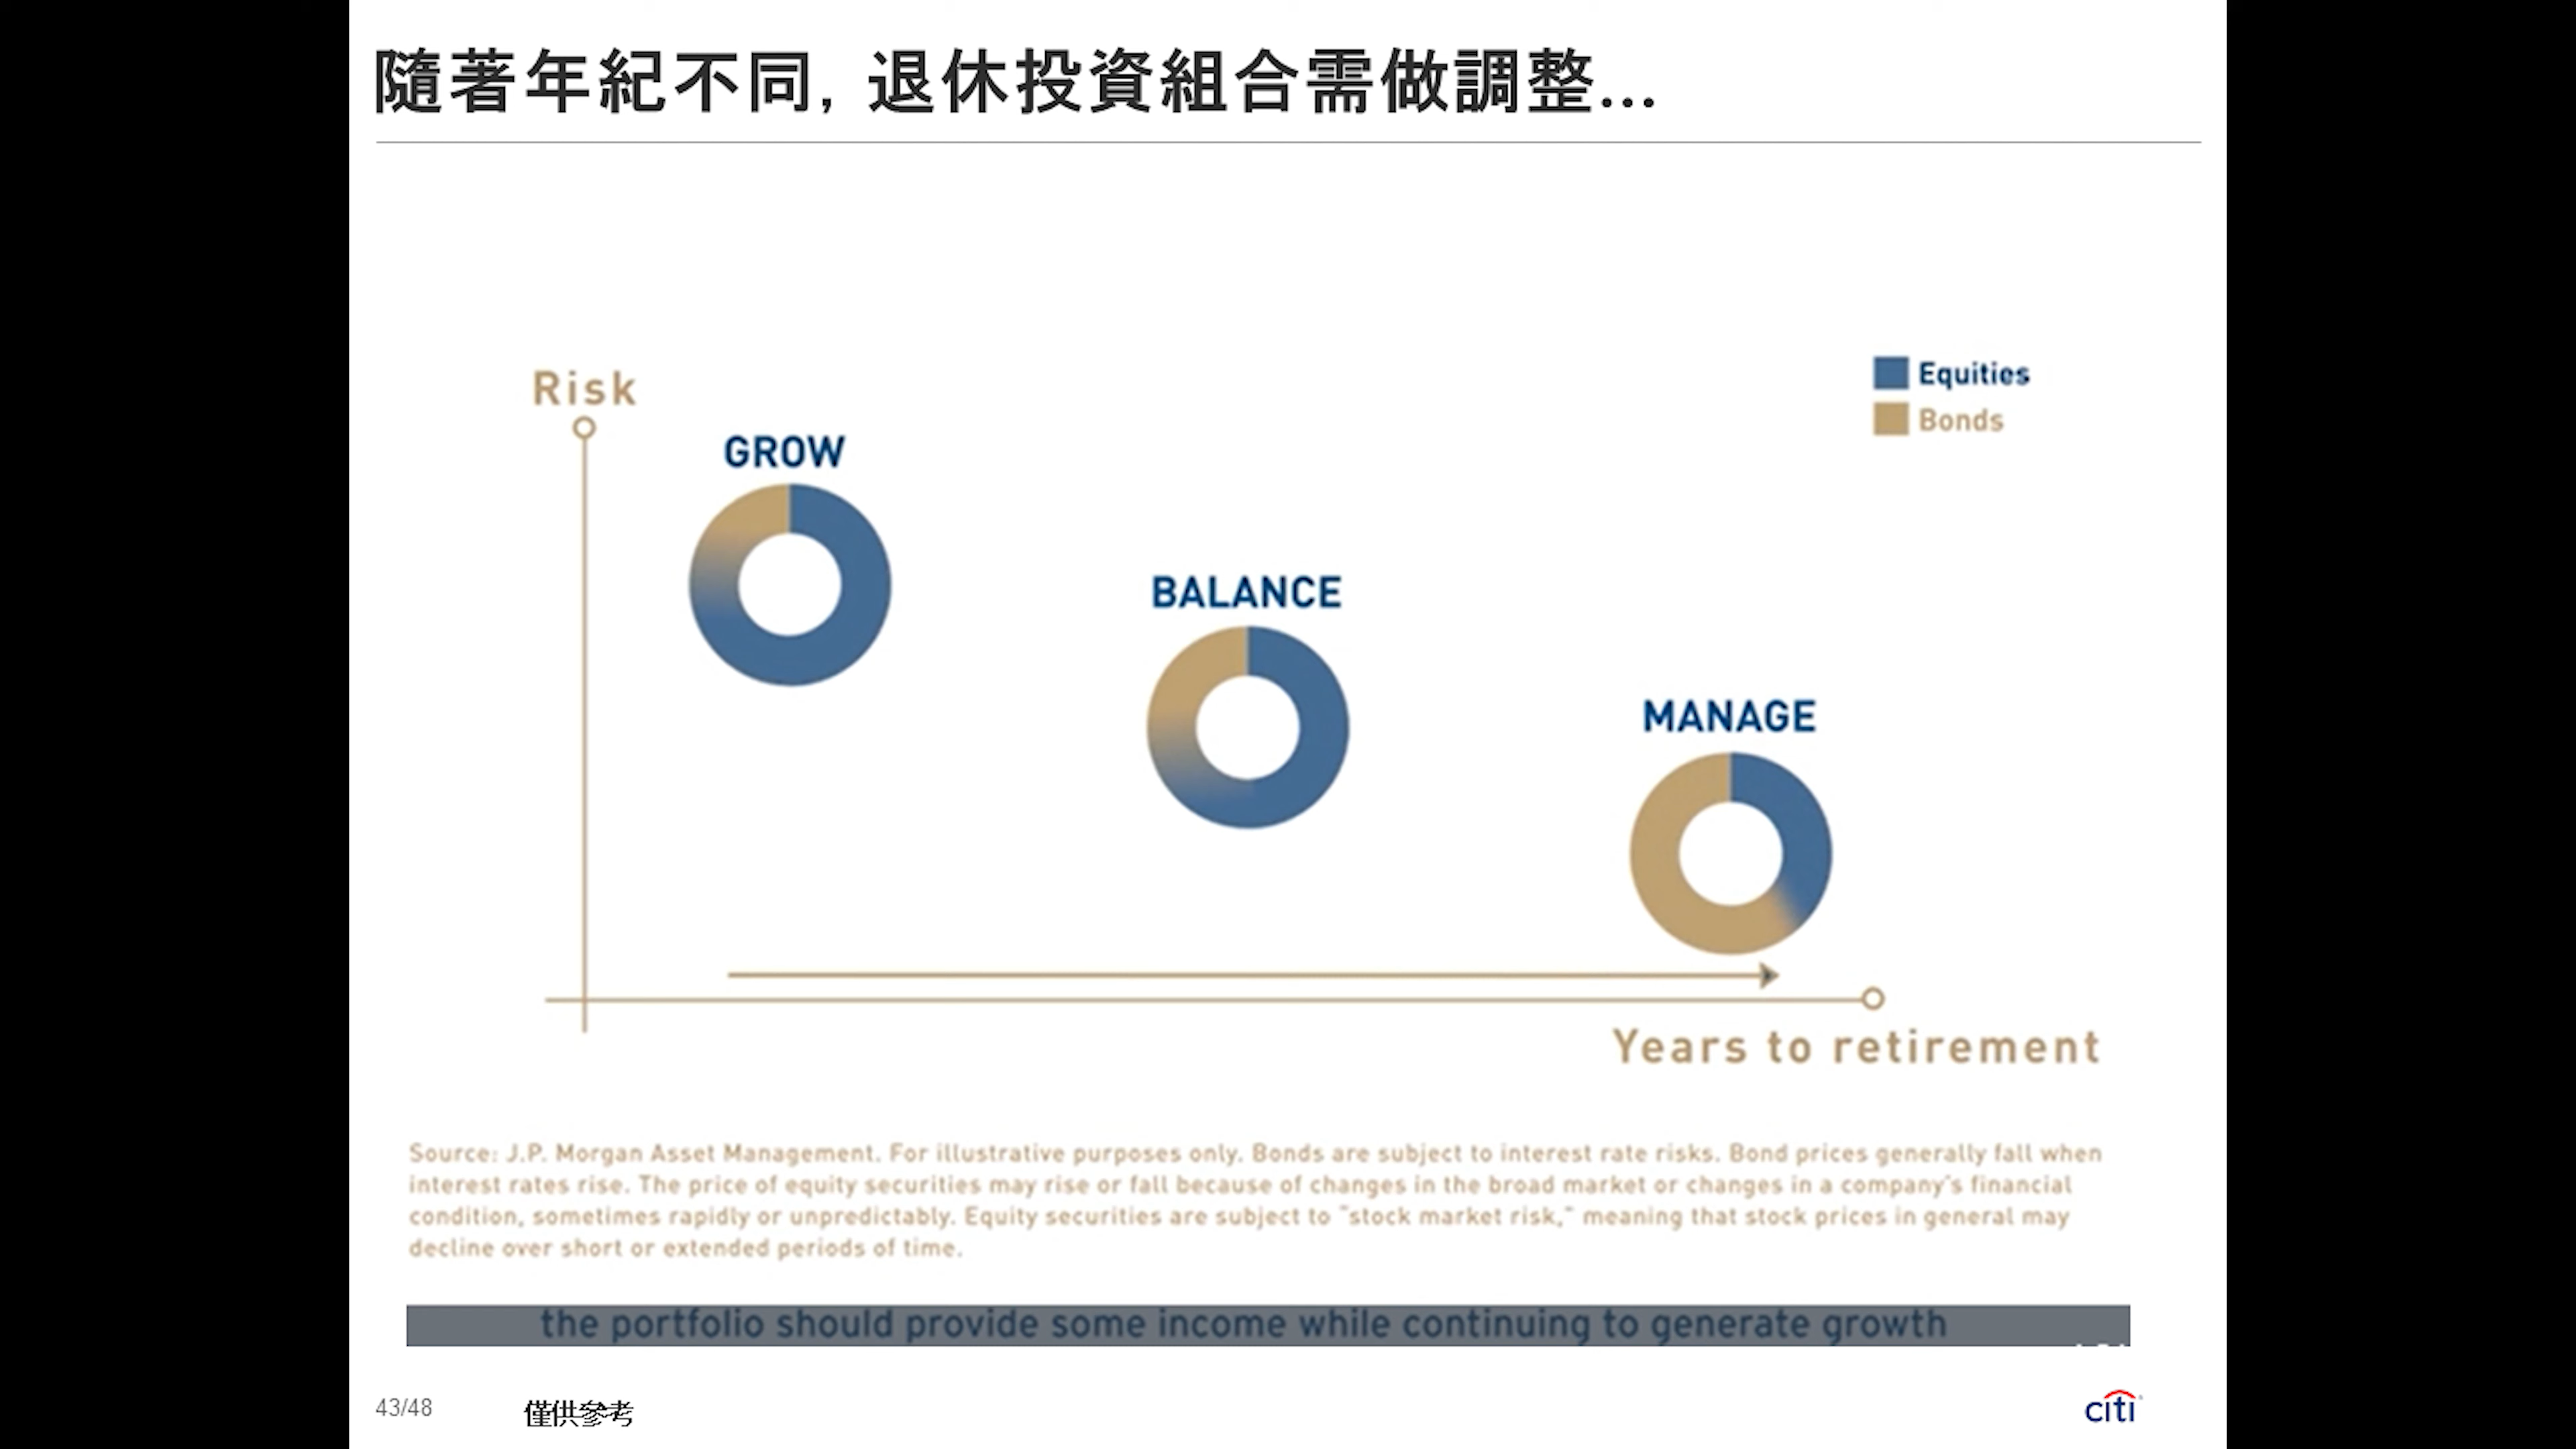 隨著年紀不同, 退休投資組合需做調整...
Risk
Equities
Bonds
GROW
BALANCE
MANAGE
Years to retirement
Source: J.P. Morgan Asset Management. For illustrative purposes only. Bonds are subject to interest rate risks. Bond prices generally fall when
interest rates rise. The price of equity securities may rise or fall because of changes in the broad market or changes in a company's financial
condition, sometimes rapidly or unpredictably. Equity securities are subject to "stock market risk," meaning that stock prices in general may
decline over short or extended periods of time.
the portfolio should provide some income while continuing to generate growth
43/48
僅供參考
citi